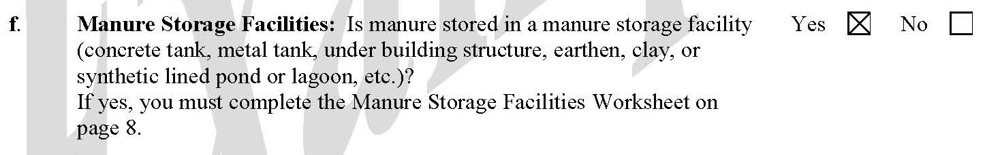 f. Manure Storage Facilities: Is manure stored in a manure storage facility Yes ☒ No ☐
(concrete tank, metal tank, under building structure, earthen, clay, or
synthetic lined pond or lagoon, etc.)?
If yes, you must complete the Manure Storage Facilities Worksheet on
page 8.